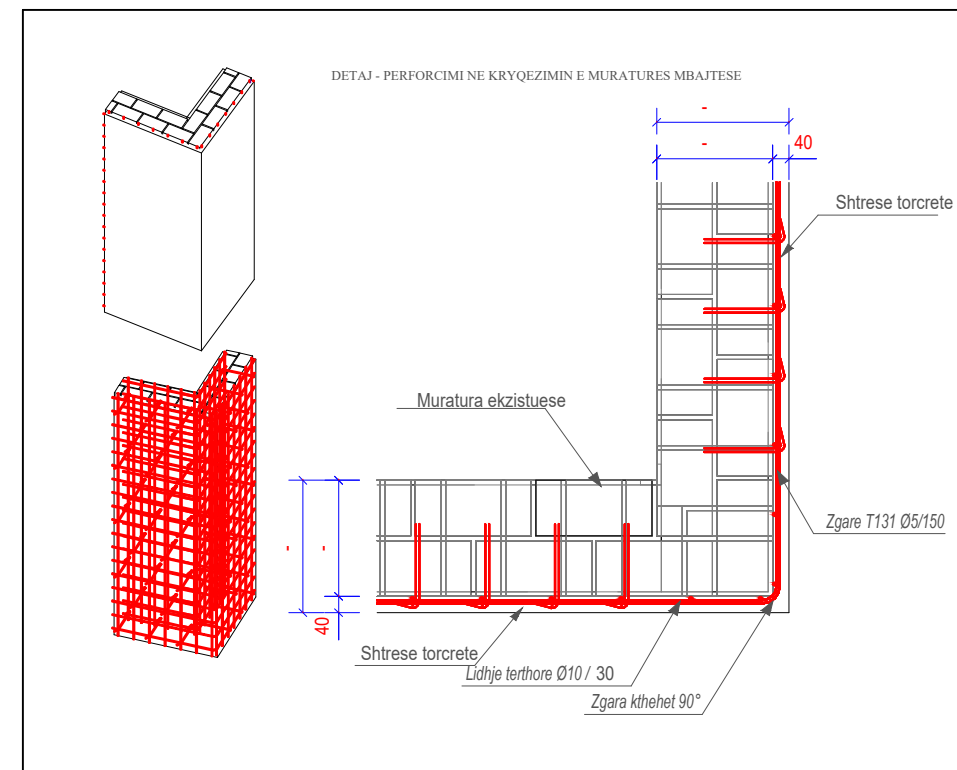 DETAJ - PERFORCIMI NE KRYQEZIMIN E MURATURES MBAJTESE
-
-
40
Shtrese torcrete
Muratura ekzistuese
Zgare T131 Ø5/150
-
-
40
Shtrese torcrete
Lidhje terthore Ø10 / 30
Zgara kthehet 90°